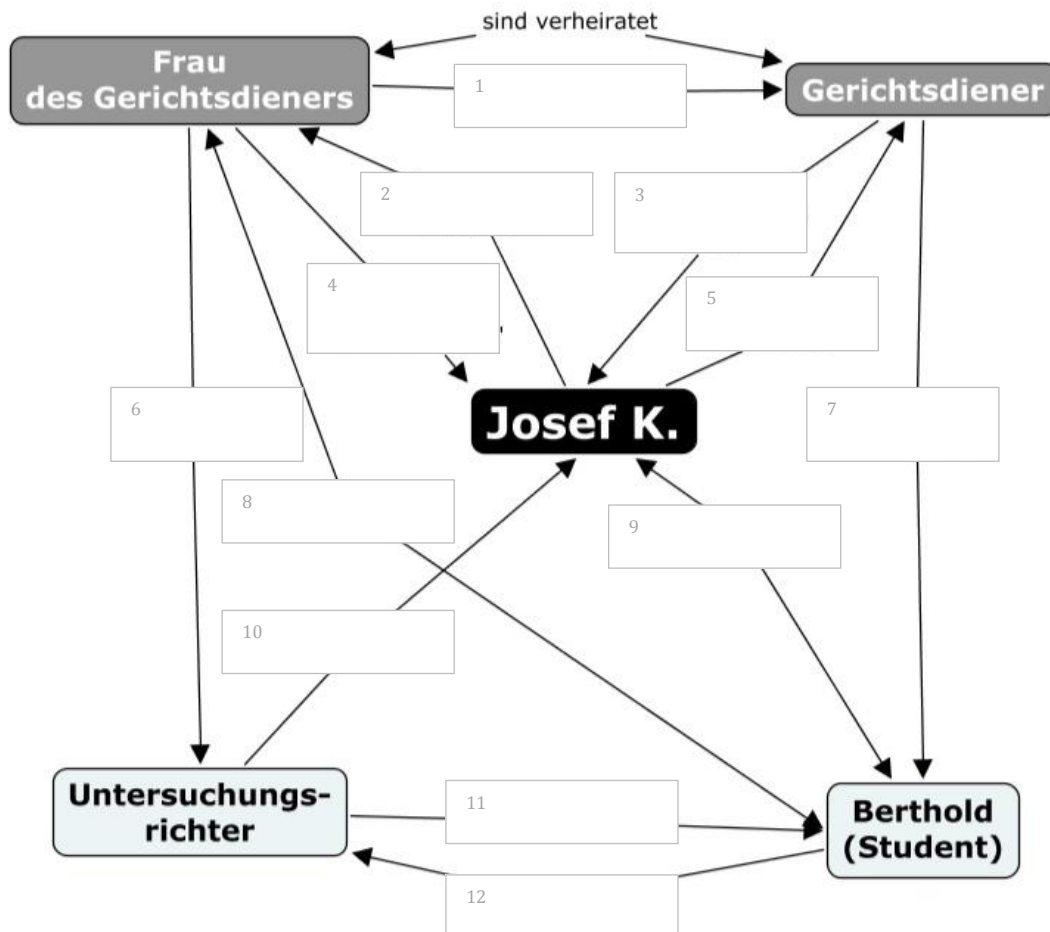 sind verheiratet
Frau
des Gerichtsdieners
1
Gerichtsdiener
2
3
4
5
Josef K.
6
7
8
9
10
Untersuchungs-
richter
11
Berthold
(Student)
12